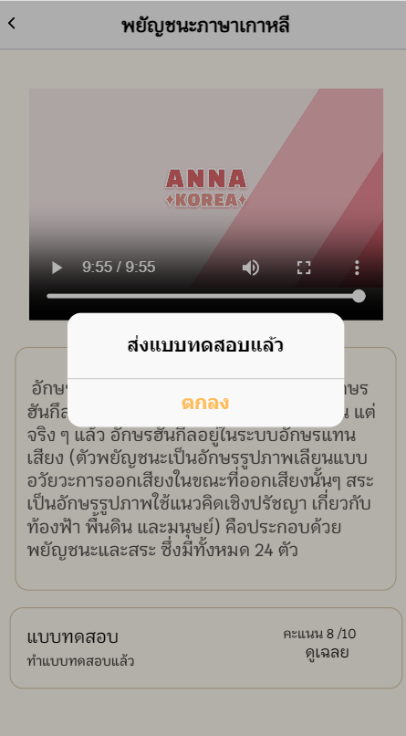 พยัญชนะภาษาเกาหลี
ANNA
KOREA
9:55 / 9:55
ส่งแบบทดสอบแล้ว
ตกลง
แต่
จริง ๆ แล้ว อักษรฮันกึลอยู่ในระบบอักษรแทน
เสียง (ตัวพยัญชนะเป็นอักษรรูปภาพเลียนแบบ
อวัยวะการออกเสียงในขณะที่ออกเสียงนั้นๆ สระ
เป็นอักษรรูปภาพใช้แนวคิดเชิงปรัชญา เกี่ยวกับ
ท้องฟ้า พื้นดิน และมนุษย์) คือประกอบด้วย
พยัญชนะและสระ ซึ่งมีทั้งหมด 24 ตัว
แบบทดสอบ
คะแนน 8 /10
ทำแบบทดสอบแล้ว
ดูเฉลย